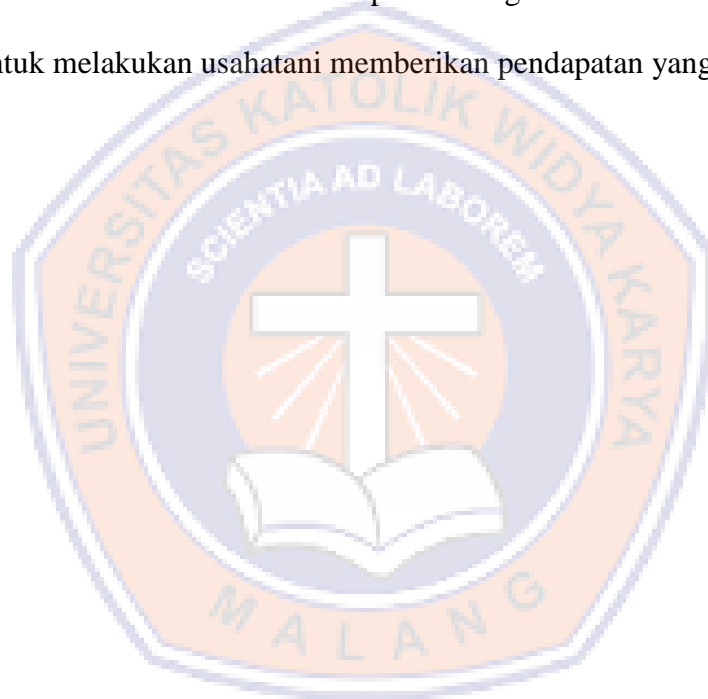 ntuk melakukan usahatani memberikan pendapatan yang
UNIVERSITAS KATOLIK WIDYA KARYA
SCIENTIA AD LABOREM
MALANG